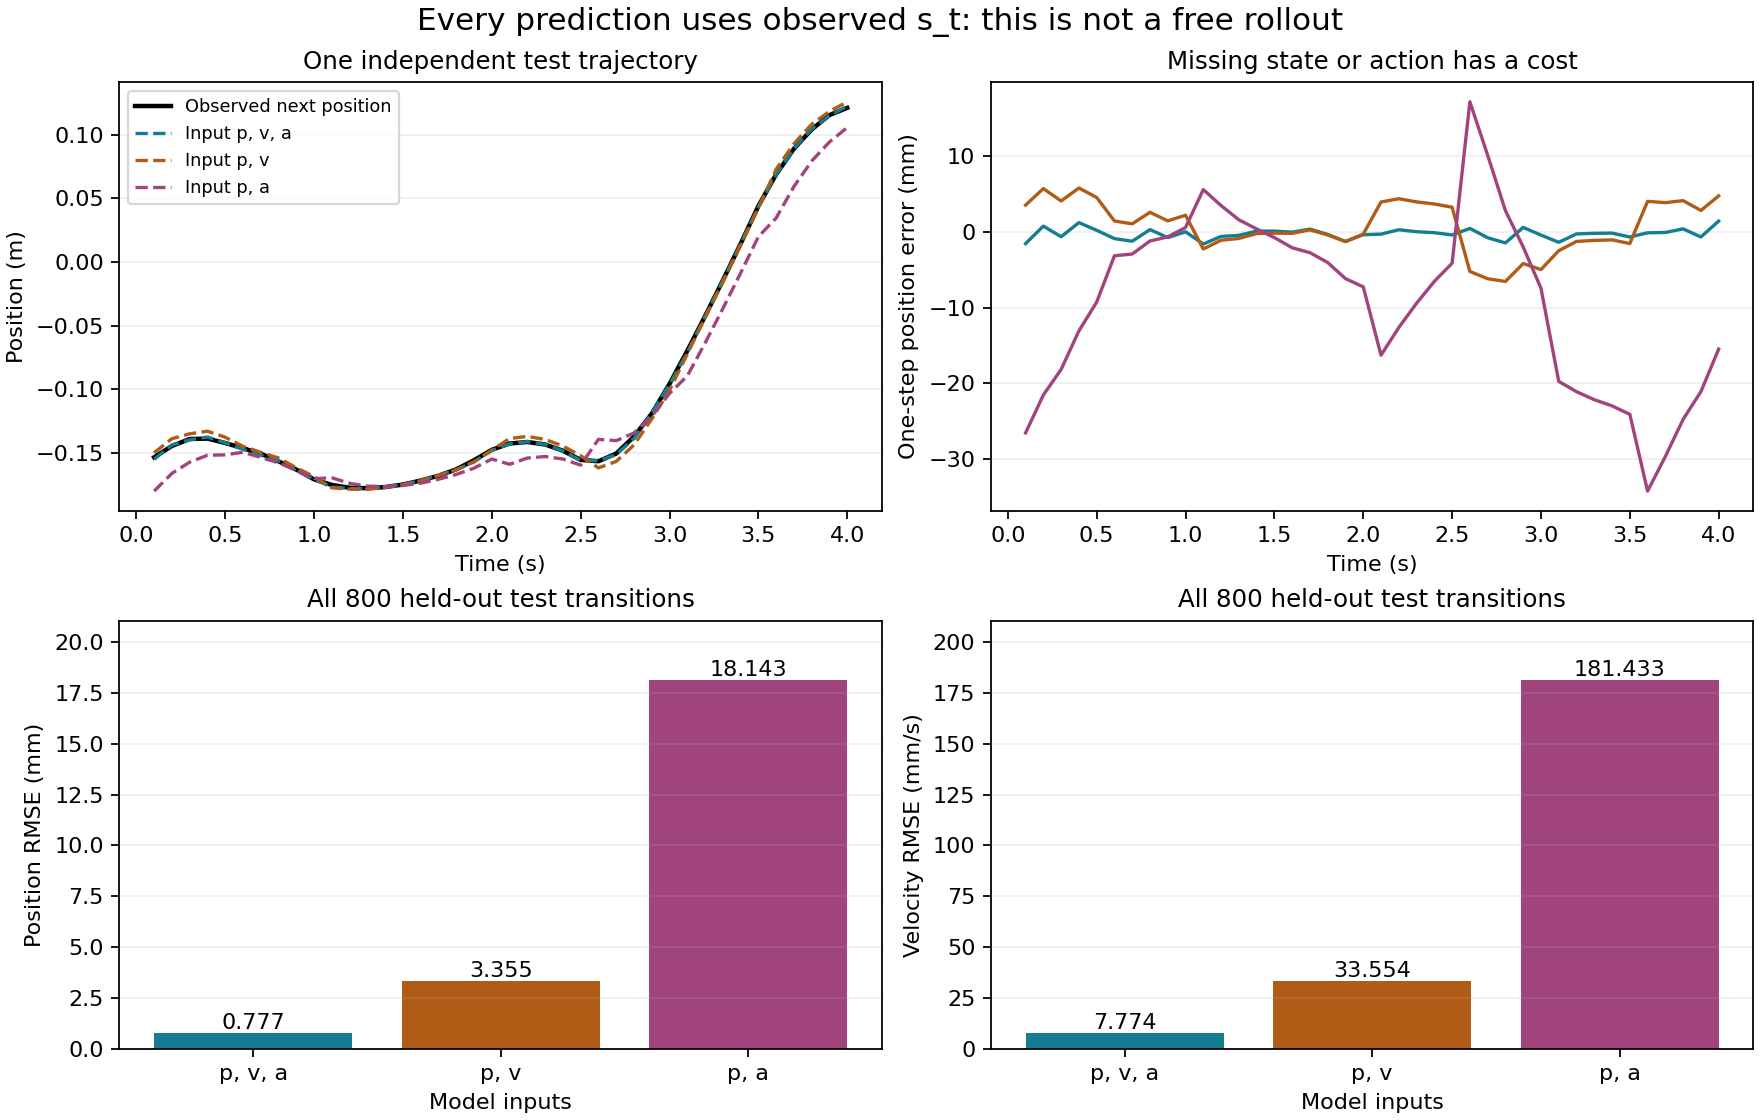 Every prediction uses observed s_t: this is not a free rollout
One independent test trajectory
Observed next position
Input p, v, a
Input p, v
Input p, a
0.10
0.05
0.00
−0.05
−0.10
−0.15
Position (m)
0.0 0.5 1.0 1.5 2.0 2.5 3.0 3.5 4.0
Time (s)
Missing state or action has a cost
10
0
−10
−20
−30
One-step position error (mm)
0.0 0.5 1.0 1.5 2.0 2.5 3.0 3.5 4.0
Time (s)
All 800 held-out test transitions
20.0
17.5
15.0
12.5
10.0
7.5
5.0
2.5
0.0
Position RMSE (mm)
0.777
3.355
18.143
p, v, a p, v p, a
Model inputs
All 800 held-out test transitions
200
175
150
125
100
75
50
25
0
Velocity RMSE (mm/s)
7.774
33.554
181.433
p, v, a p, v p, a
Model inputs